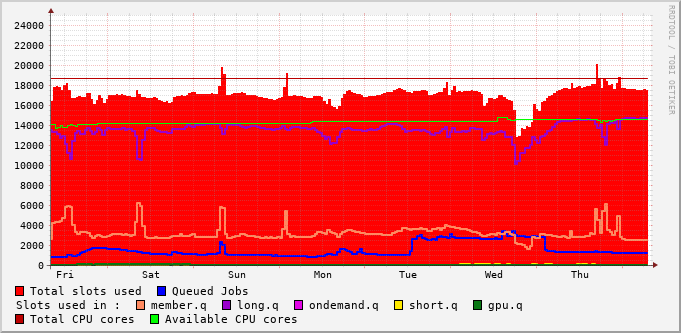 RRDTOOL / TOBI OETIKER
24000
22000
20000
18000
16000
14000
12000
10000
8000
6000
4000
2000
0
Fri Sat Sun Mon Tue Wed Thu
Total slots used Queued Jobs
Slots used in : member.q long.q ondemand.q short.q gpu.q
Total CPU cores Available CPU cores